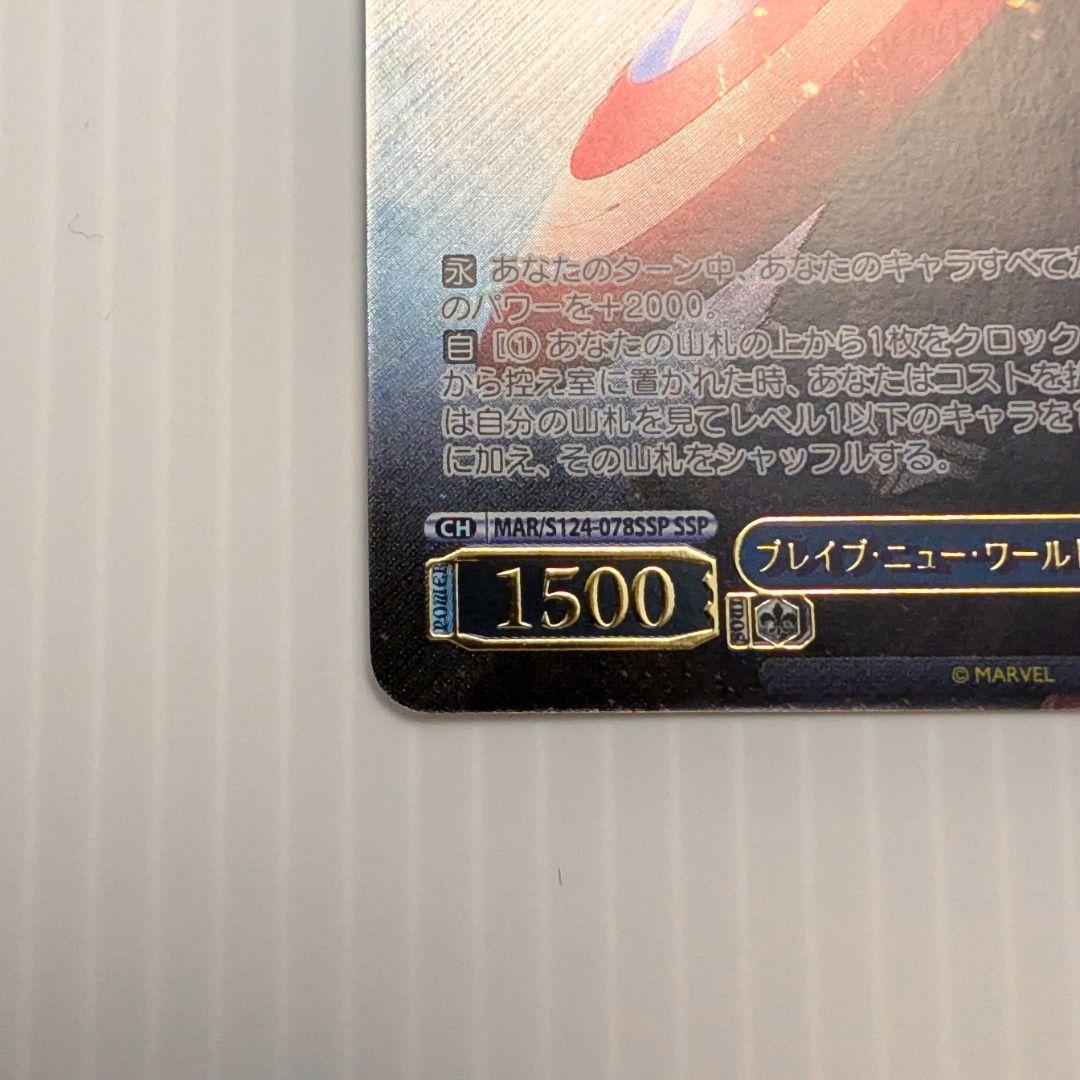 永 あなたのターン中、あなたのキャラすべてが
のパワーを+2000。
自 [① あなたの山札の上から1枚をクロック
から控え室に置かれた時、あなたはコストを払
は自分の山札を見てレベル1以下のキャラを1
に加え、その山札をシャッフルする。
CH MAR/S124-078SSP SSP
ブレイブ・ニュー・ワールド
POWER 1500
SOUL
© MARVEL